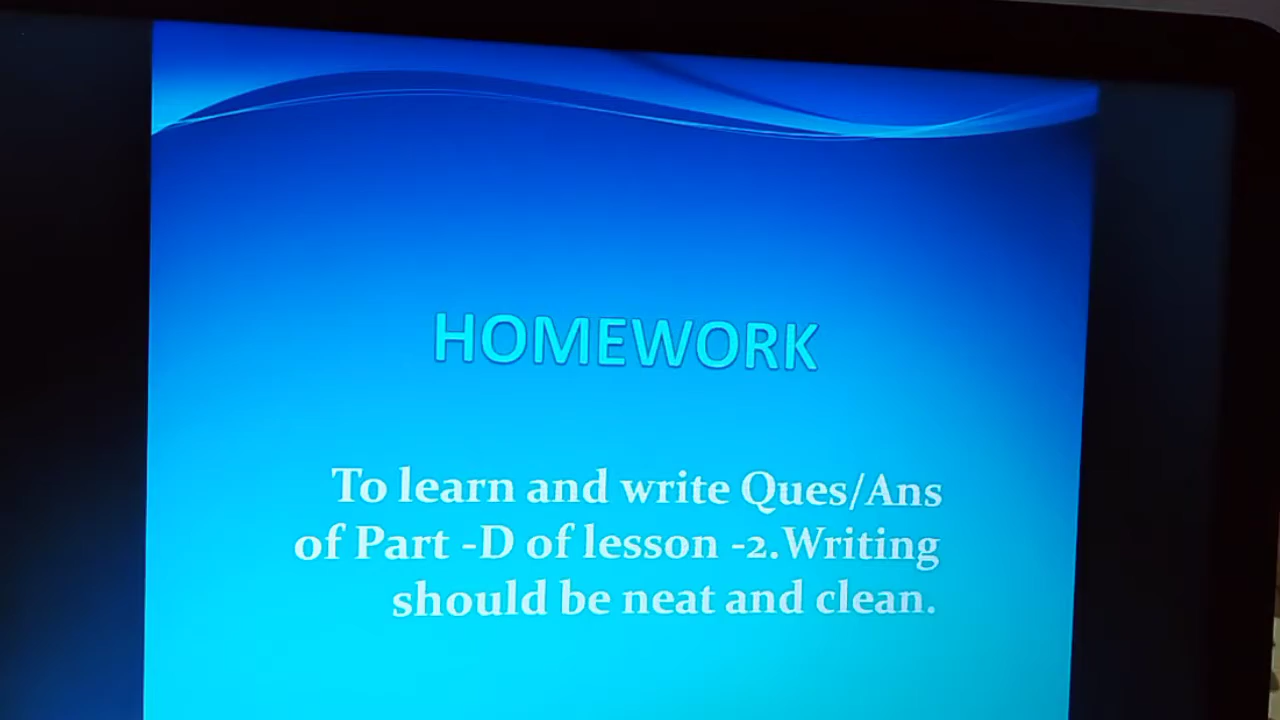 HOMEWORK
To learn and write Ques/Ans
of Part -D of lesson -2.Writing
should be neat and clean.